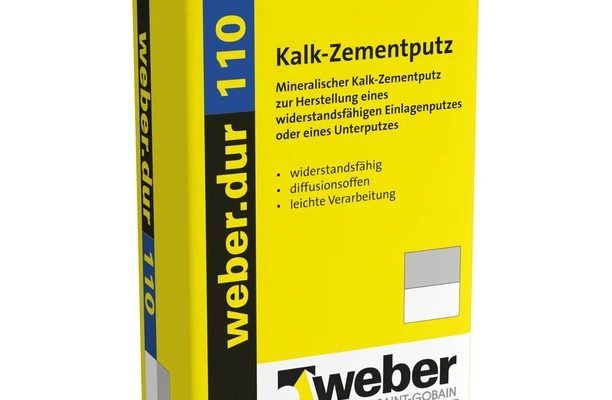 weber.dur 110
weber.dur 110
Kalk-Zementputz
Mineralischer Kalk-Zementputz
zur Herstellung eines
widerstandsfähigen Einlagenputzes
oder eines Unterputzes
• widerstandsfähig
• diffusionsoffen
• leichte Verarbeitung
weber
SAINT-GOBAIN